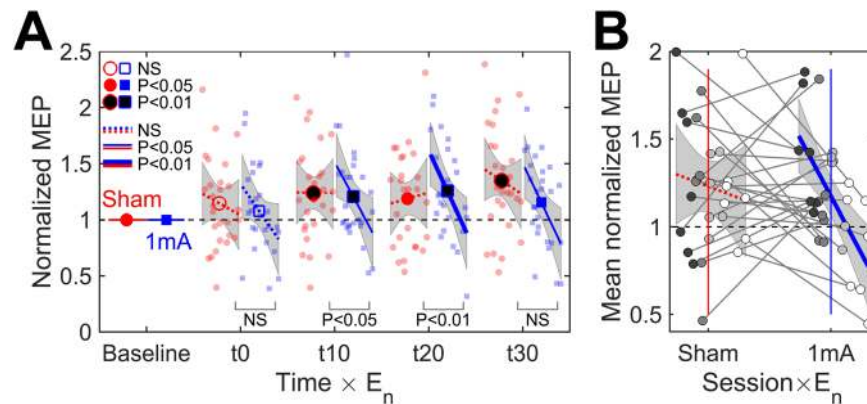 A
Normalized MEP
2.5
2
1.5
1
0.5
0
NS
P<0.05
P<0.01
NS
P<0.05
P<0.01
Sham
1mA
NS
P<0.05
P<0.01
NS
Baseline
t0
t10
t20
t30
Time × Eₙ
B
Mean normalized MEP
2
1.5
1
0.5
Sham
1mA
Session×Eₙ